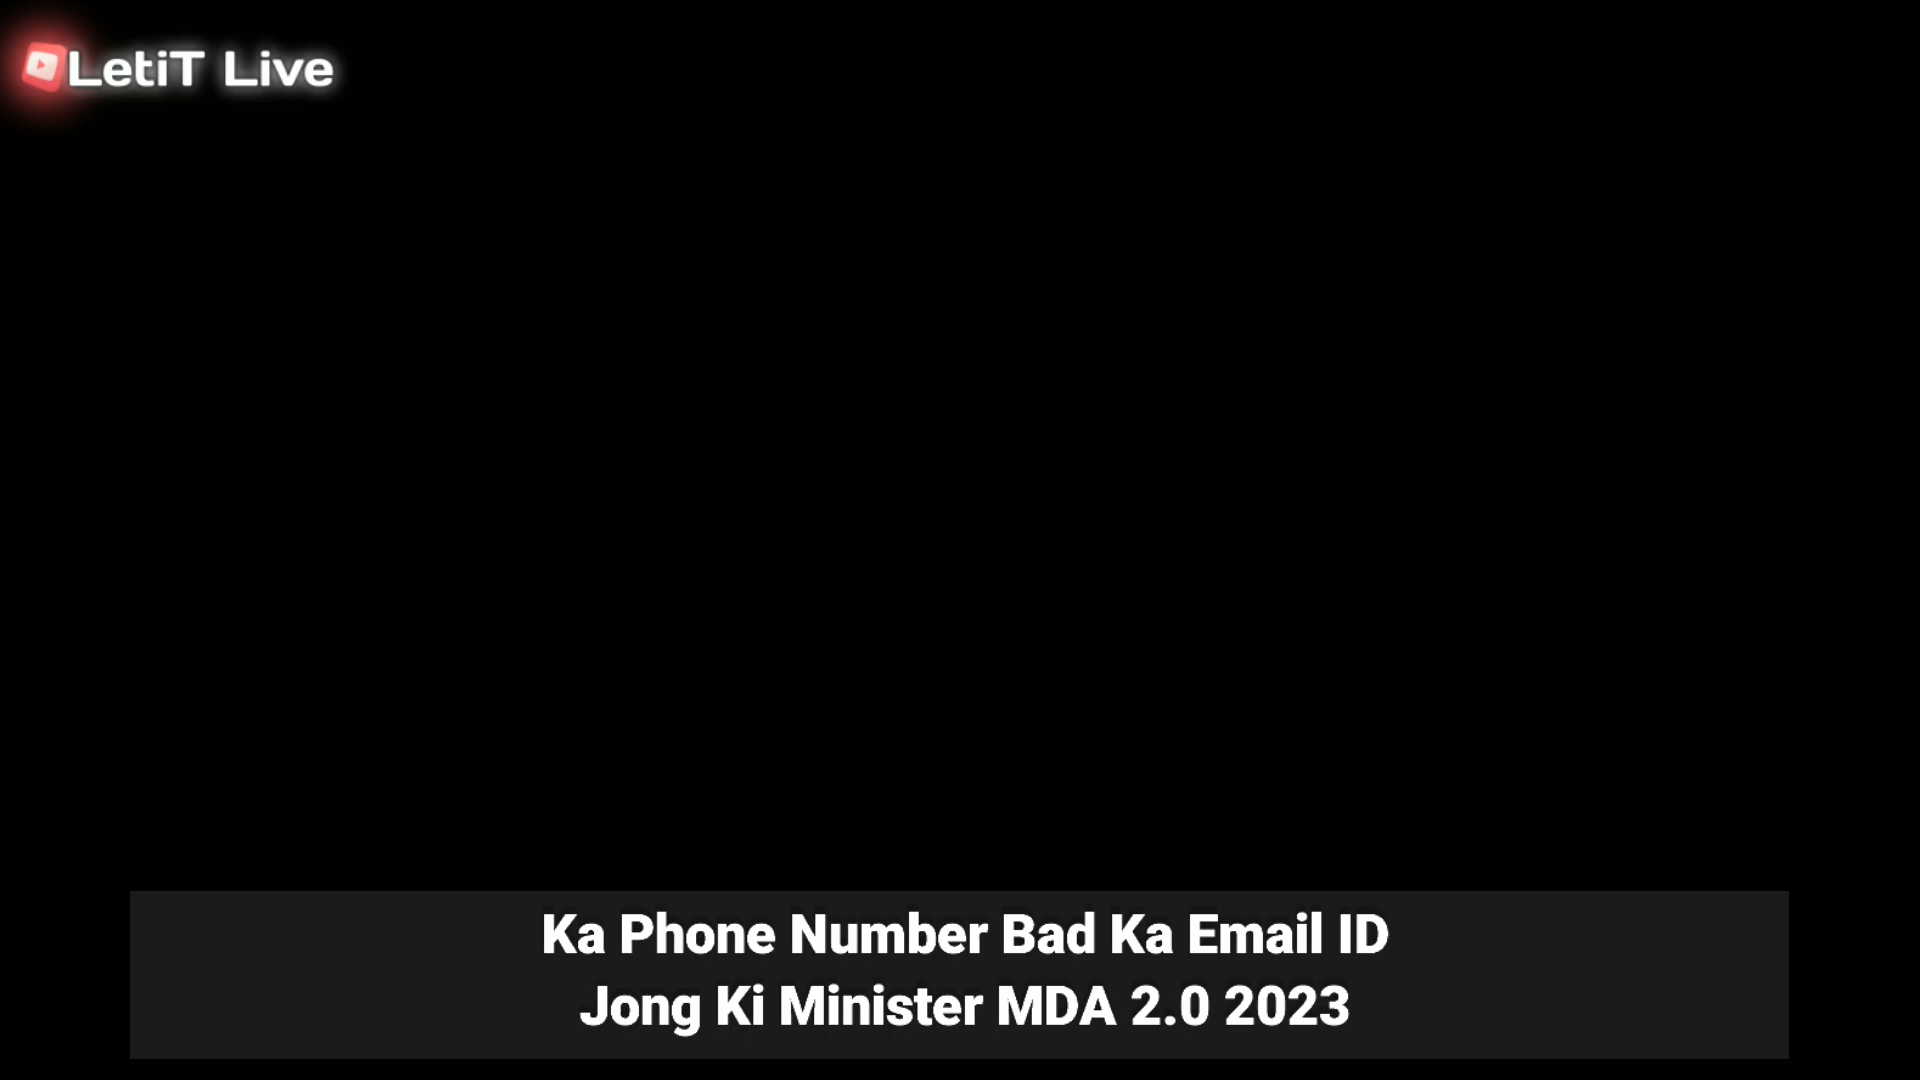 LetiT Live
Ka Phone Number Bad Ka Email ID
Jong Ki Minister MDA 2.0 2023